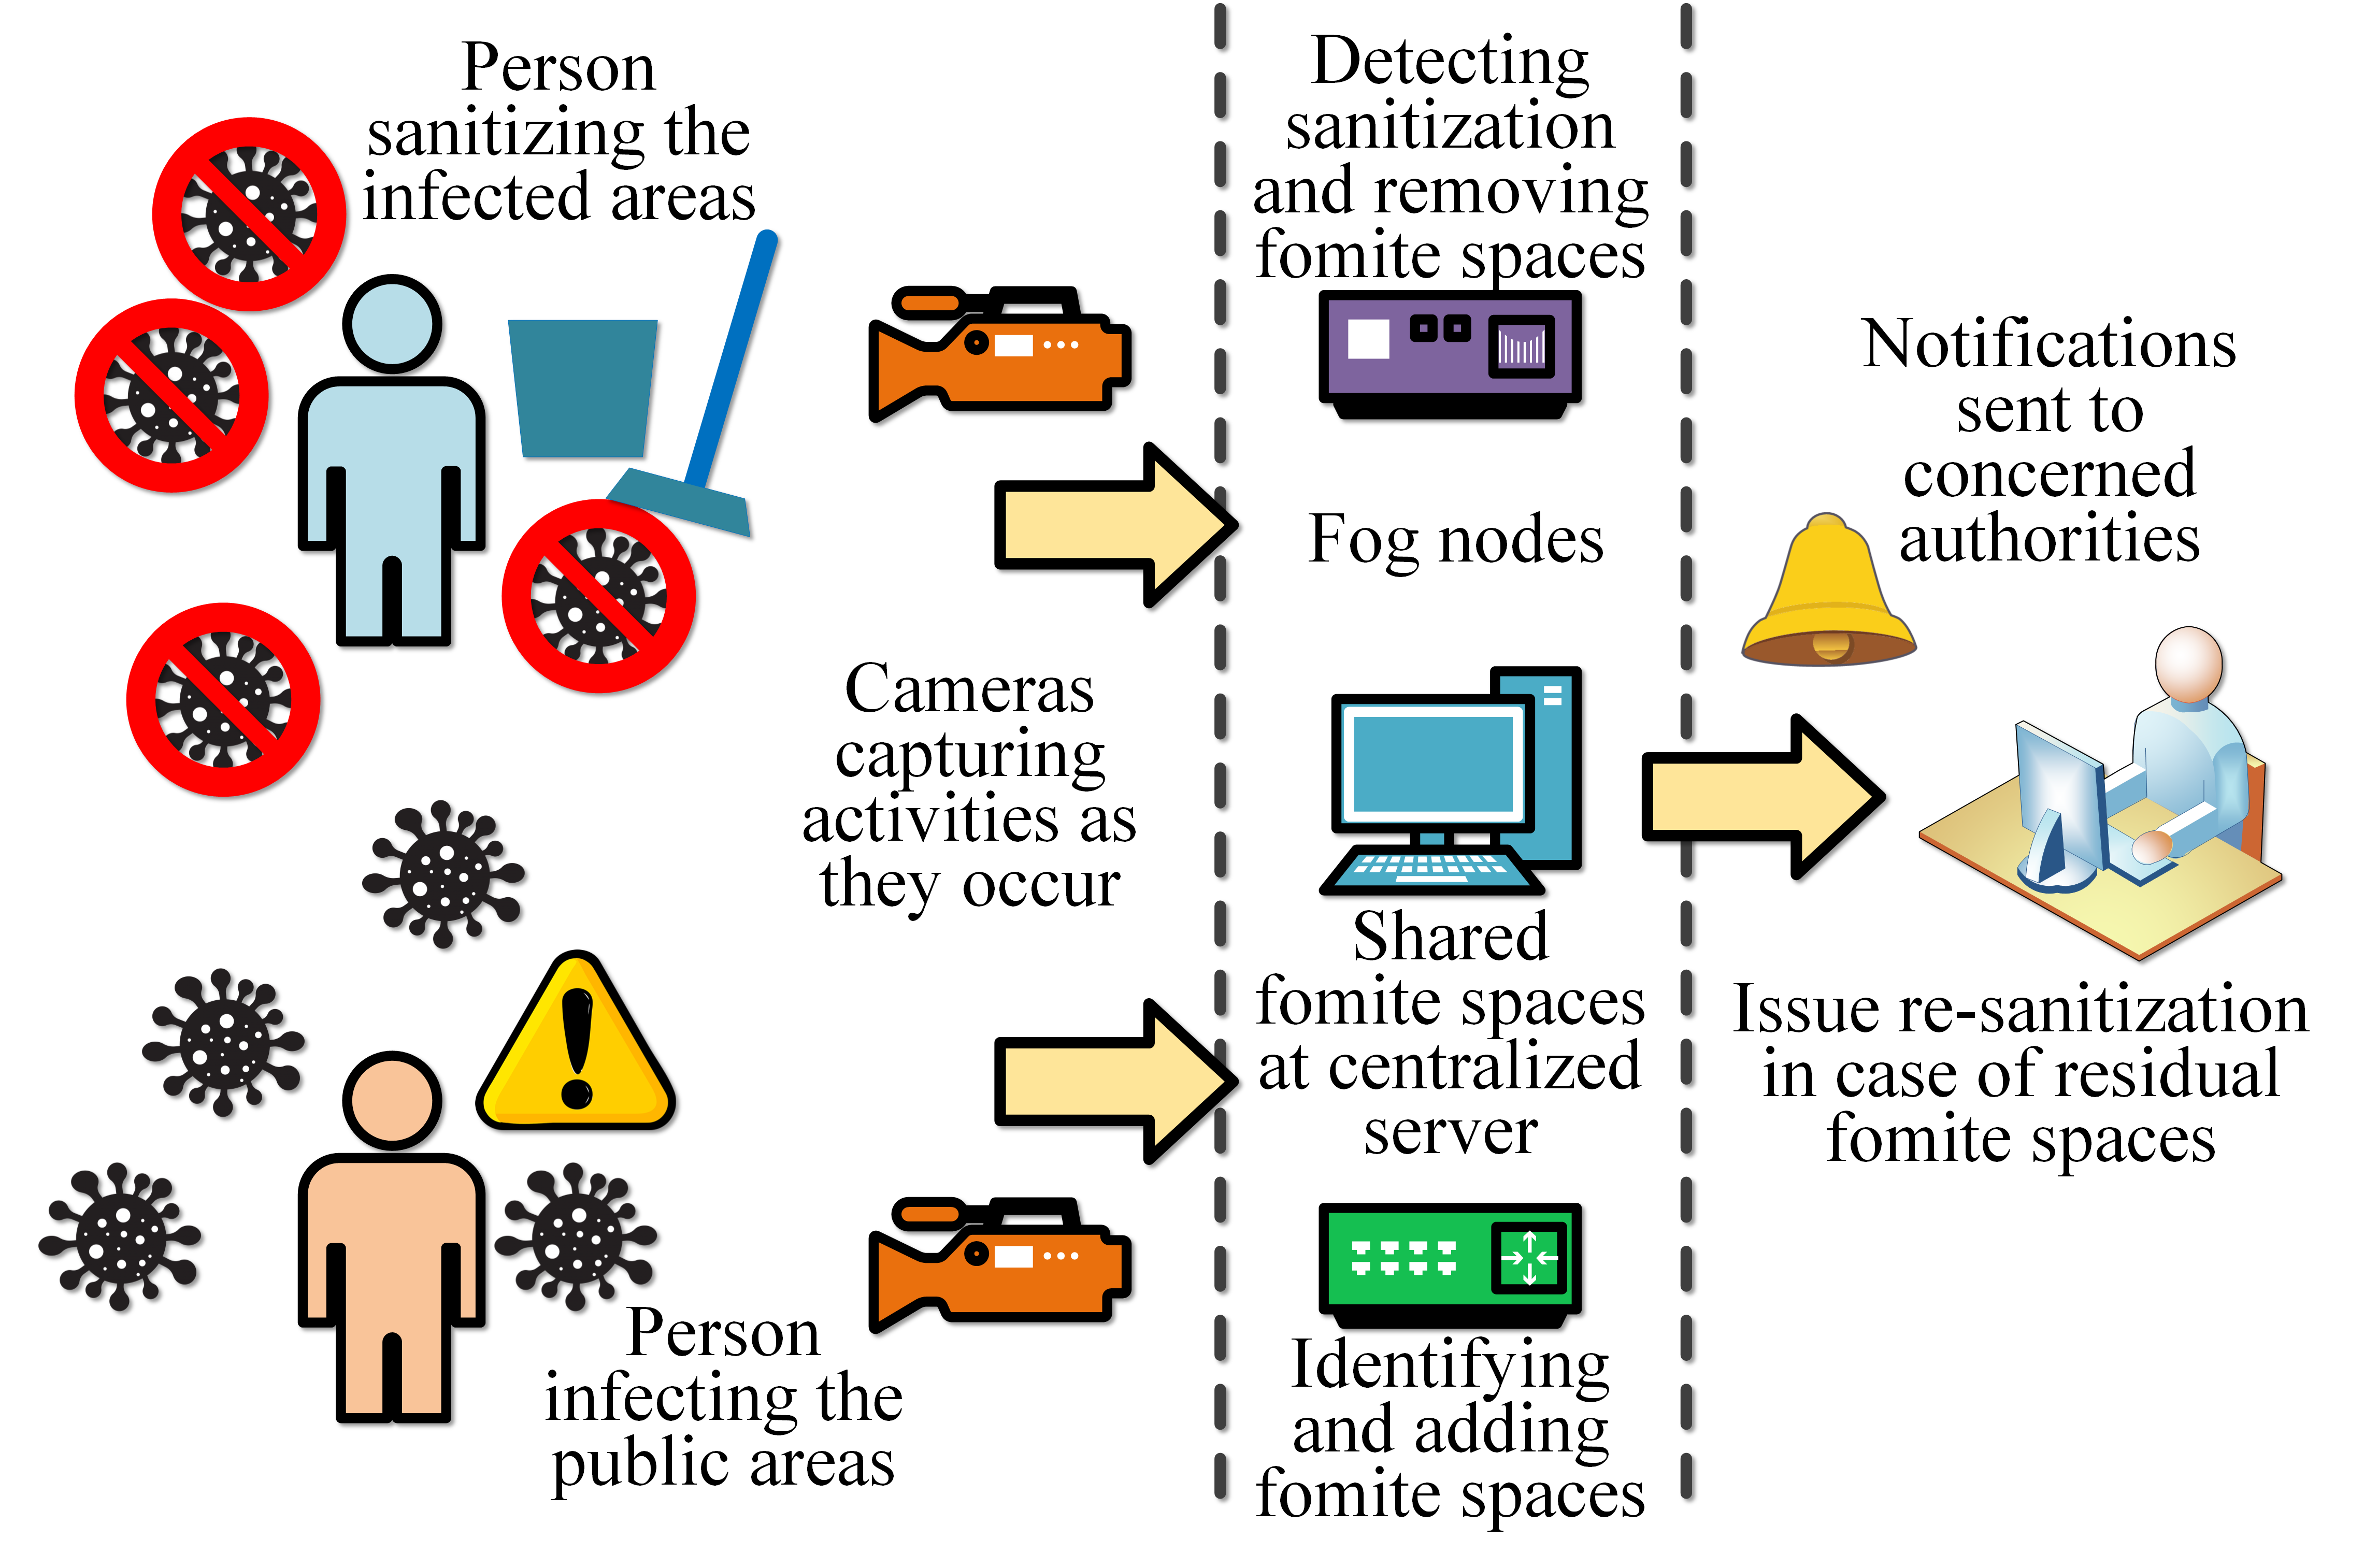 Person
sanitizing the
infected areas
Cameras
capturing
activities as
they occur
Person
infecting the
public areas
Detecting
sanitization
and removing
fomite spaces
Fog nodes
Shared
fomite spaces
at centralized
server
Identifying
and adding
fomite spaces
Notifications
sent to
concerned
authorities
Issue re-sanitization
in case of residual
fomite spaces